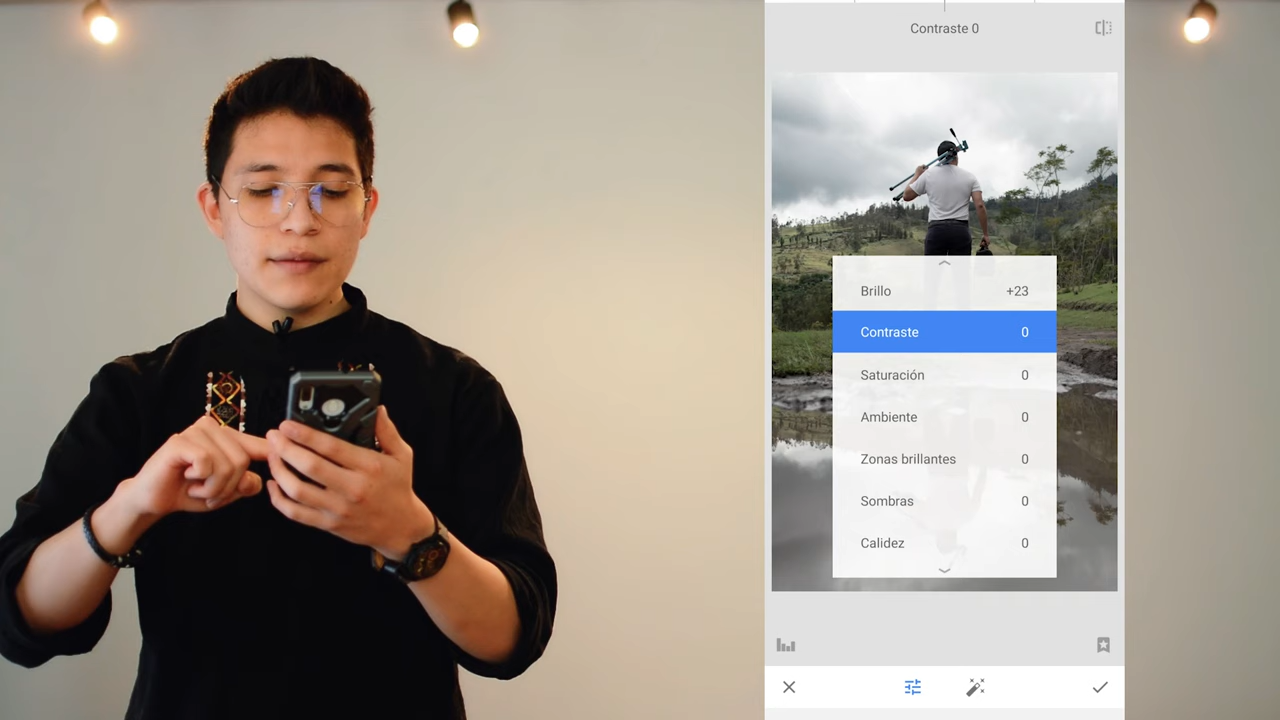 Contraste 0
Brillo +23
Contraste 0
Saturación 0
Ambiente 0
Zonas brillantes 0
Sombras 0
Calidez 0